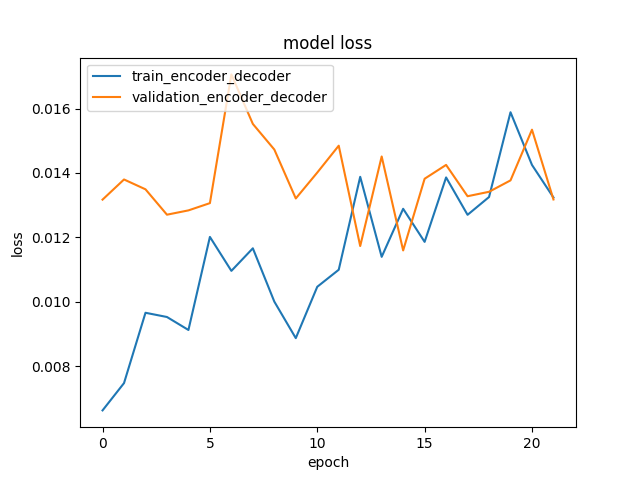 model loss
train_encoder_decoder
validation_encoder_decoder
0.016
0.014
0.012
0.010
0.008
loss
0 5 10 15 20
epoch